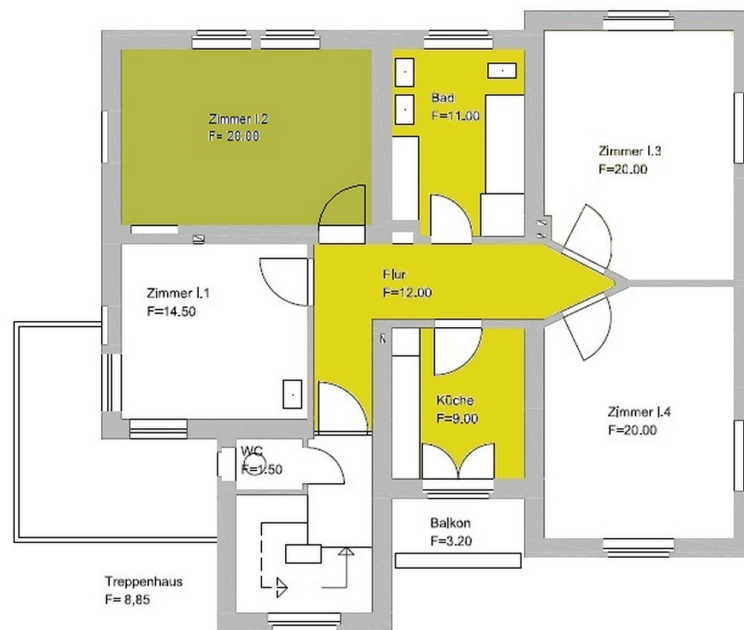 Zimmer I.2
F= 20.00
Bad
F=11.00
Zimmer I.3
F=20.00
Zimmer I.1
F=14.50
Flur
F=12.00
Küche
F=9.00
Zimmer I.4
F=20.00
WC
F=1.50
Balkon
F=3.20
Treppenhaus
F= 8,85